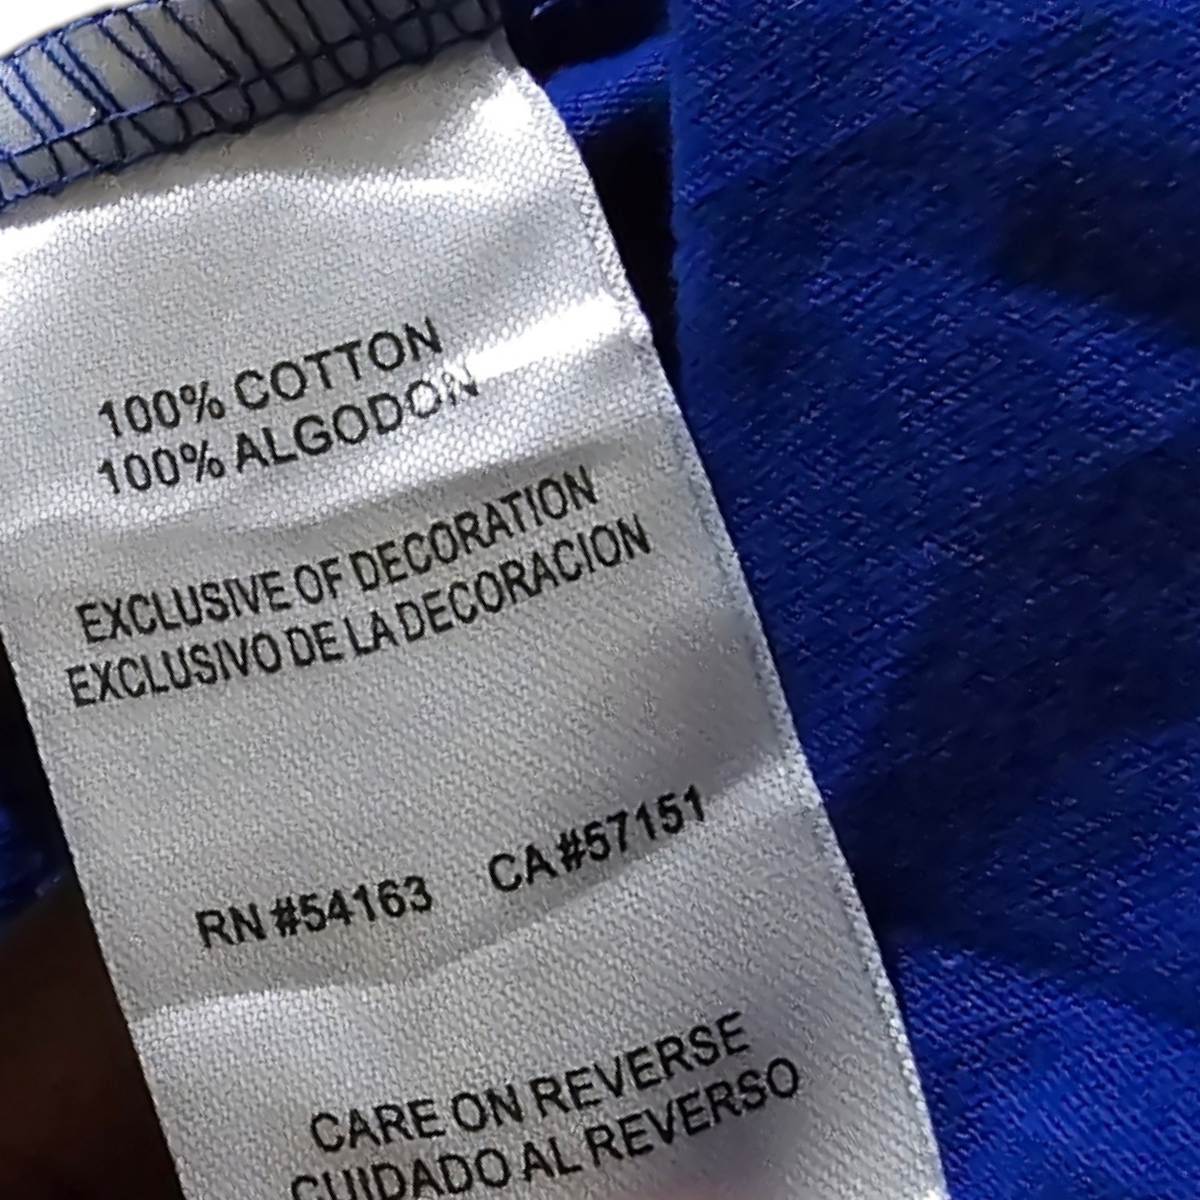 100% COTTON
100% ALGODON
EXCLUSIVE OF DECORATION
EXCLUSIVO DE LA DECORACION
RN #54163 CA #57151
CARE ON REVERSE
CUIDADO AL REVERSO